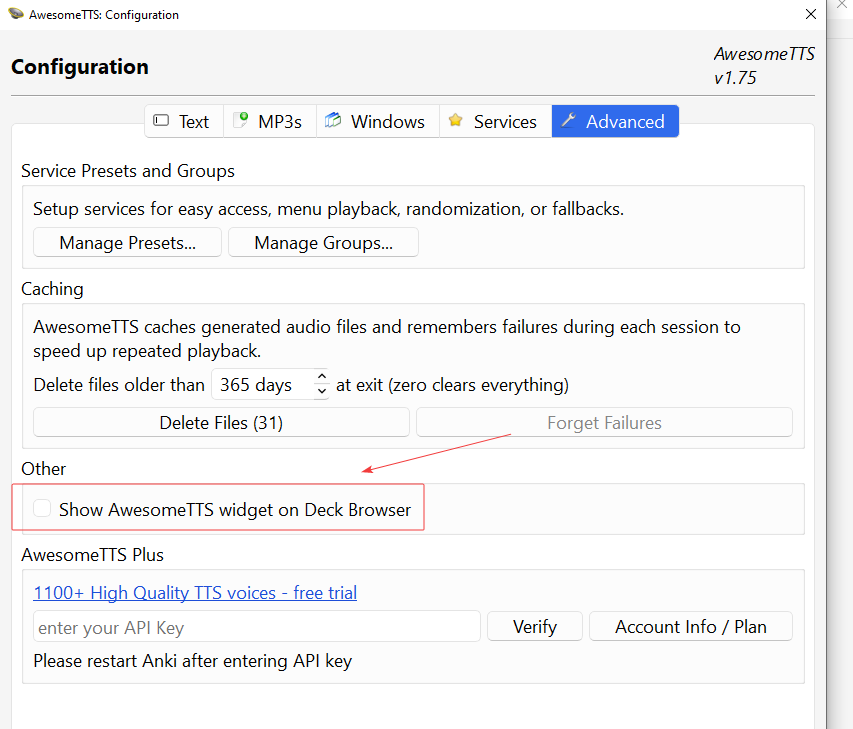 AwesomeTTS: Configuration
Configuration
AwesomeTTS
v1.75
Text
MP3s
Windows
Services
Advanced
Service Presets and Groups
Setup services for easy access, menu playback, randomization, or fallbacks.
Manage Presets...
Manage Groups...
Caching
AwesomeTTS caches generated audio files and remembers failures during each session to
speed up repeated playback.
Delete files older than 365 days at exit (zero clears everything)
Delete Files (31)
Forget Failures
Other
Show AwesomeTTS widget on Deck Browser
AwesomeTTS Plus
1100+ High Quality TTS voices - free trial
enter your API Key
Verify
Account Info / Plan
Please restart Anki after entering API key